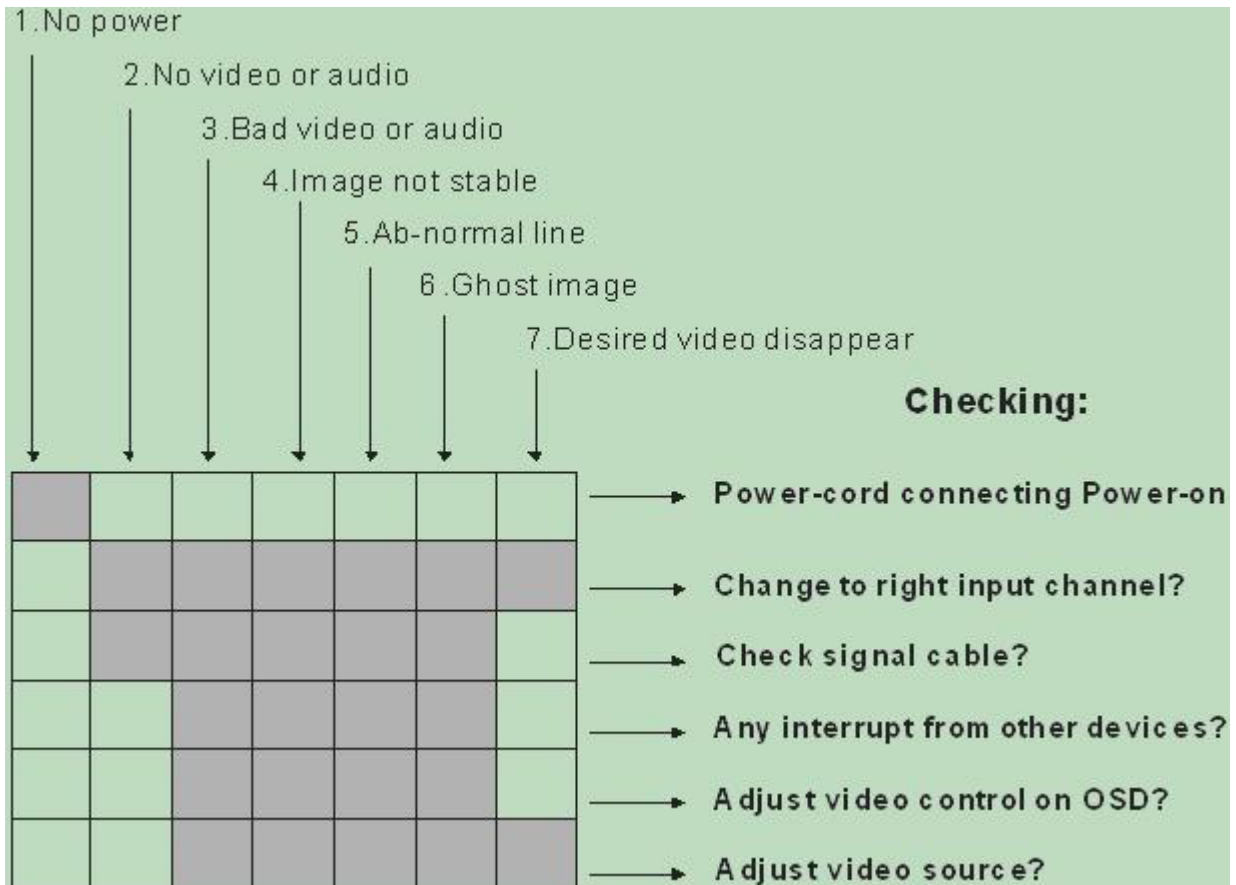 1.No power
2.No video or audio
3.Bad video or audio
4.Image not stable
5.Ab-normal line
6.Ghost image
7.Desired video disappear
Checking:
Power-cord connecting Power-on
Change to right input channel?
Check signal cable?
Any interrupt from other devices?
Adjust video control on OSD?
Adjust video source?